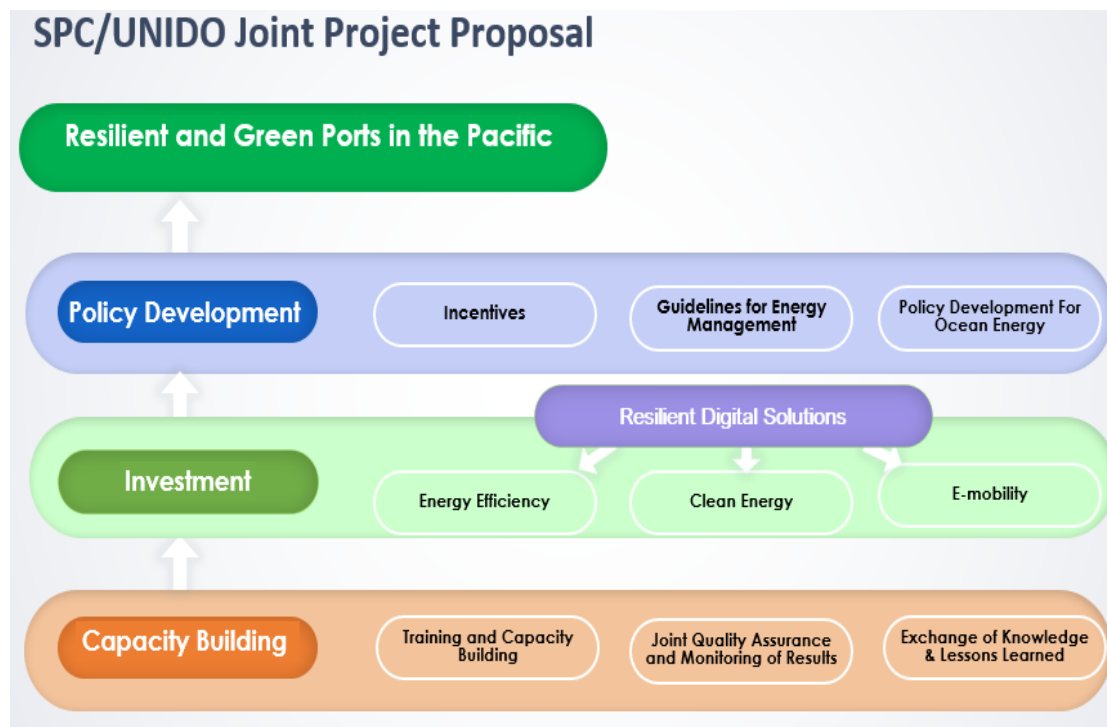 SPC/UNIDO Joint Project Proposal
Resilient and Green Ports in the Pacific
Policy Development
Incentives
Guidelines for Energy
Management
Policy Development For
Ocean Energy
Resilient Digital Solutions
Investment
Energy Efficiency
Clean Energy
E-mobility
Capacity Building
Training and Capacity
Building
Joint Quality Assurance
and Monitoring of Results
Exchange of Knowledge
& Lessons Learned